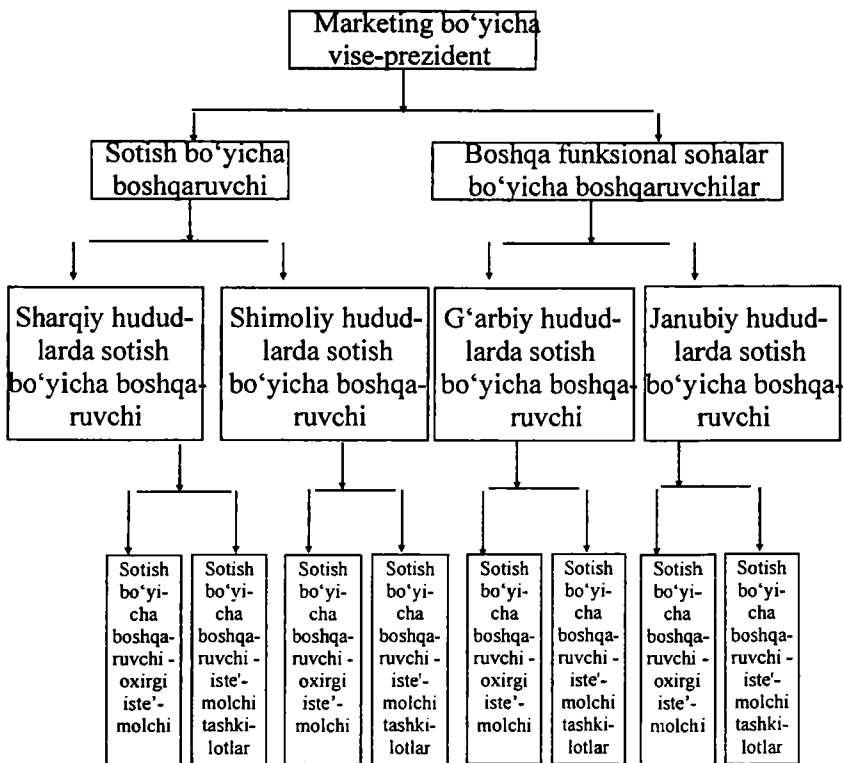 Marketing bo‘yicha
vise-prezident
Sotish bo‘yicha
boshqaruvchi
Boshqa funksional sohalar
bo‘yicha boshqaruvchilar
Sharqiy hudud-
larda sotish
bo‘yicha boshqa-
ruvchi
Shimoliy hudud-
larda sotish
bo‘yicha boshqa-
ruvchi
G‘arbiy hudud-
larda sotish
bo‘yicha boshqa-
ruvchi
Janubiy hudud-
larda sotish
bo‘yicha boshqa-
ruvchi
Sotish
bo‘yi-
cha
boshqa-
ruvchi -
oxirgi
iste’-
molchi
Sotish
bo‘yi-
cha
boshqa-
ruvchi -
iste'-
molchi
tashki-
lotlar
Sotish
bo‘yi-
cha
boshqa-
ruvchi -
oxirgi
iste’-
molchi
Sotish
bo‘yi-
cha
boshqa-
ruvchi -
iste'-
molchi
tashki-
lotlar
Sotish
bo‘yi-
cha
boshqa-
ruvchi -
oxirgi
iste’-
molchi
Sotish
bo‘yi-
cha
boshqa-
ruvchi -
iste'-
molchi
tashki-
lotlar
Sotish
bo‘yi-
cha
boshqa-
ruvchi -
oxirgi
iste’-
molchi
Sotish
bo‘yi-
cha
boshqa-
ruvchi -
iste'-
molchi
tashki-
lotlar